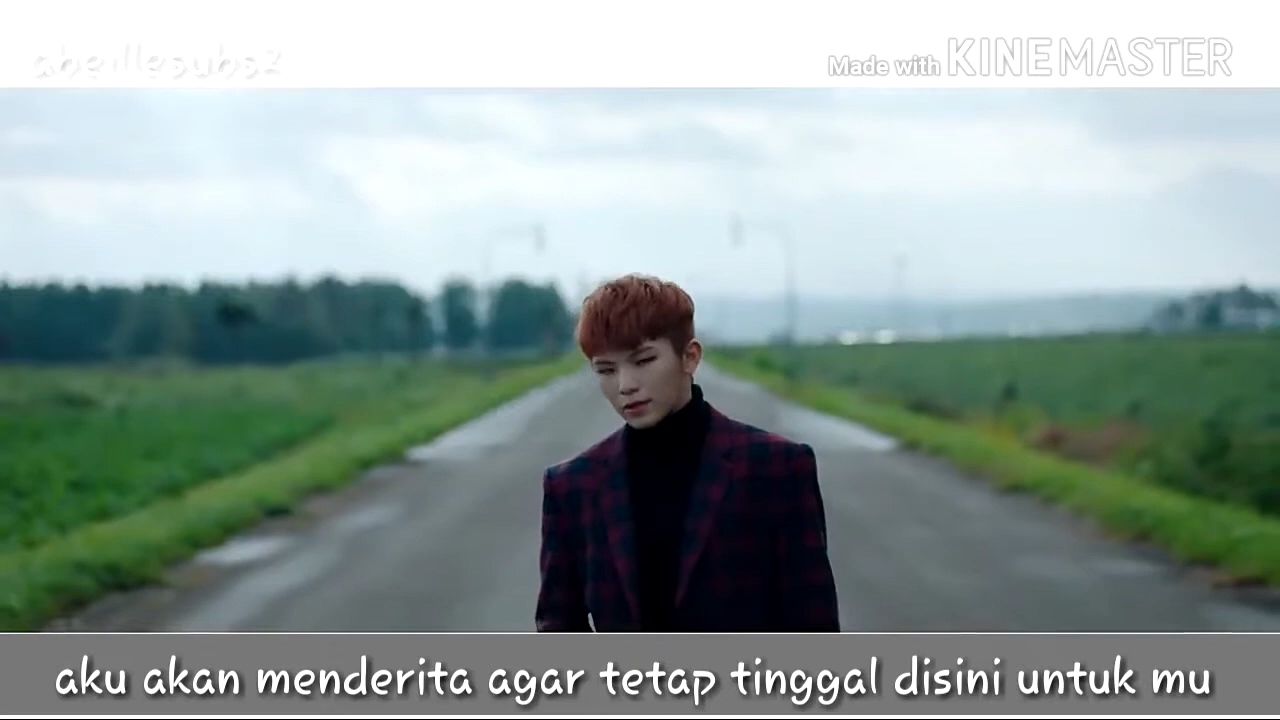 abeillesubs2
Made with KINEMASTER
aku akan menderita agar tetap tinggal disini untuk mu